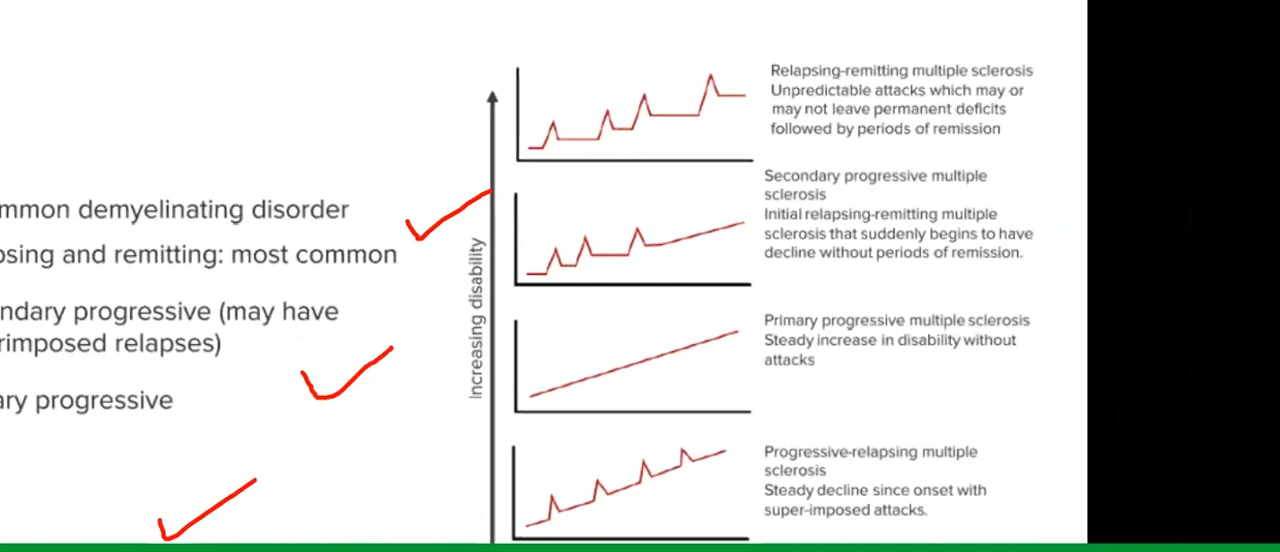 mmon demyelinating disorder
osing and remitting: most common
ndary progressive (may have
rimposed relapses)
ary progressive
Increasing disability
Relapsing-remitting multiple sclerosis
Unpredictable attacks which may or
may not leave permanent deficits
followed by periods of remission
Secondary progressive multiple
sclerosis
Initial relapsing-remitting multiple
sclerosis that suddenly begins to have
decline without periods of remission.
Primary progressive multiple sclerosis
Steady increase in disability without
attacks
Progressive-relapsing multiple
sclerosis
Steady decline since onset with
super-imposed attacks.